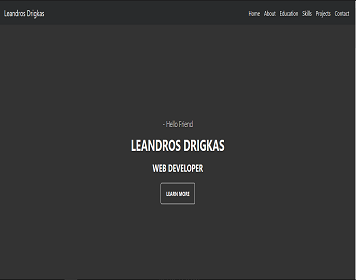 Leandros Drigkas
Home About Education Skills Projects Contact
- Hello Friend
LEANDROS DRIGKAS
WEB DEVELOPER
LEARN MORE